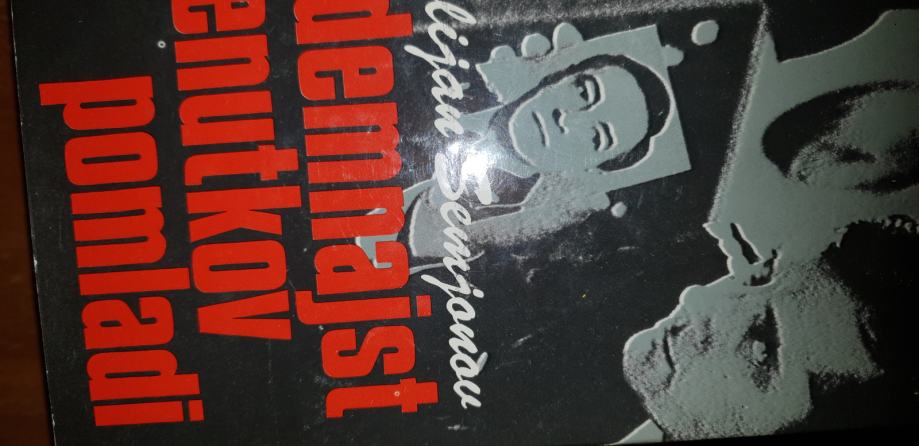 lijan Semjonov
demnajst
enutkov
pomladi